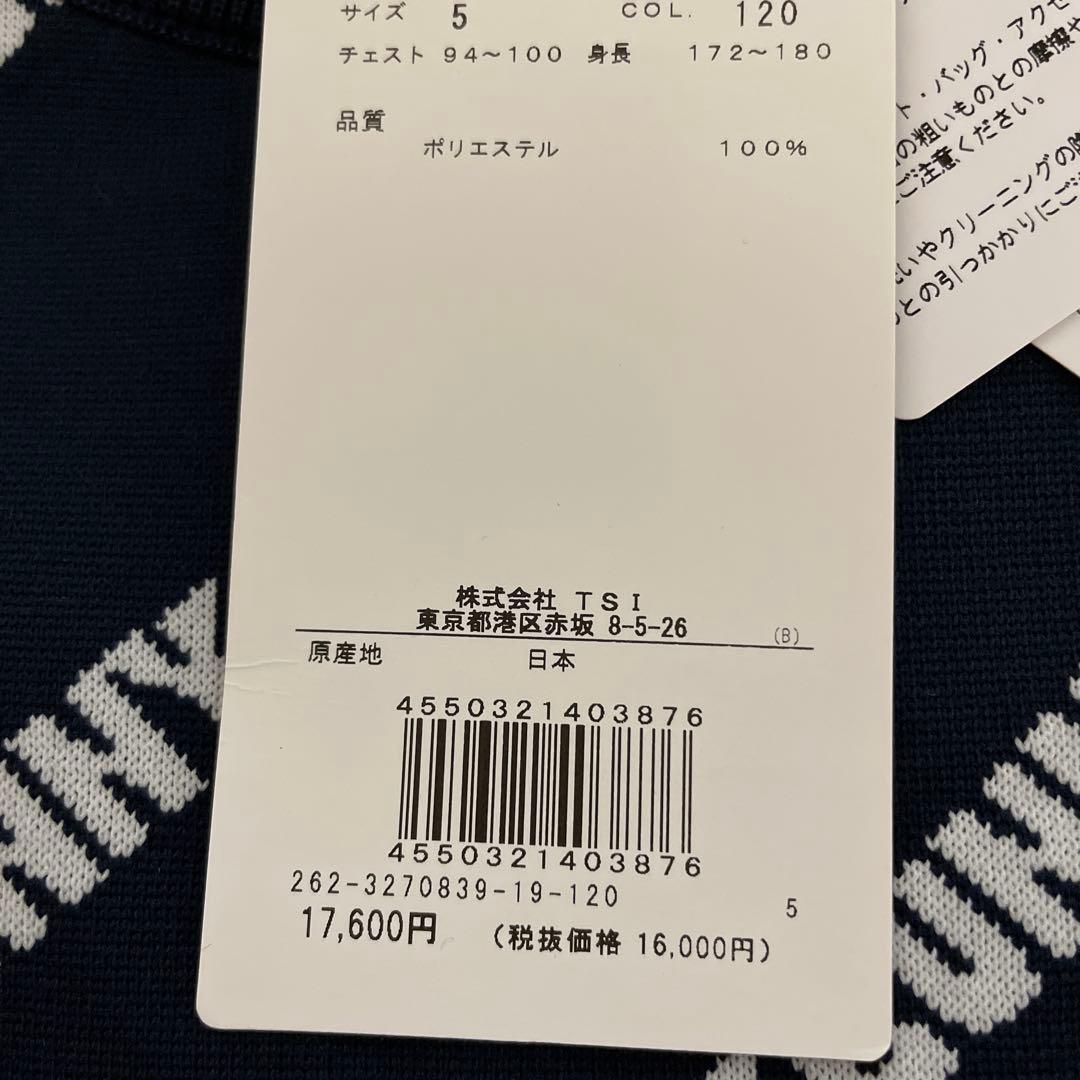 サイズ 5 COL. 120
チェスト 94～100 身長 172～180
品質
ポリエステル 100%
株式会社 TSI
東京都港区赤坂 8-5-26 (B)
原産地 日本
4550321403876
4550321403876
262-3270839-19-120 5
17,600円 (税抜価格 16,000円)
ト・バッグ・アクセ
の粗いものとの摩擦や
ご注意ください。
いやクリーニングの際
との引っかかりにご注